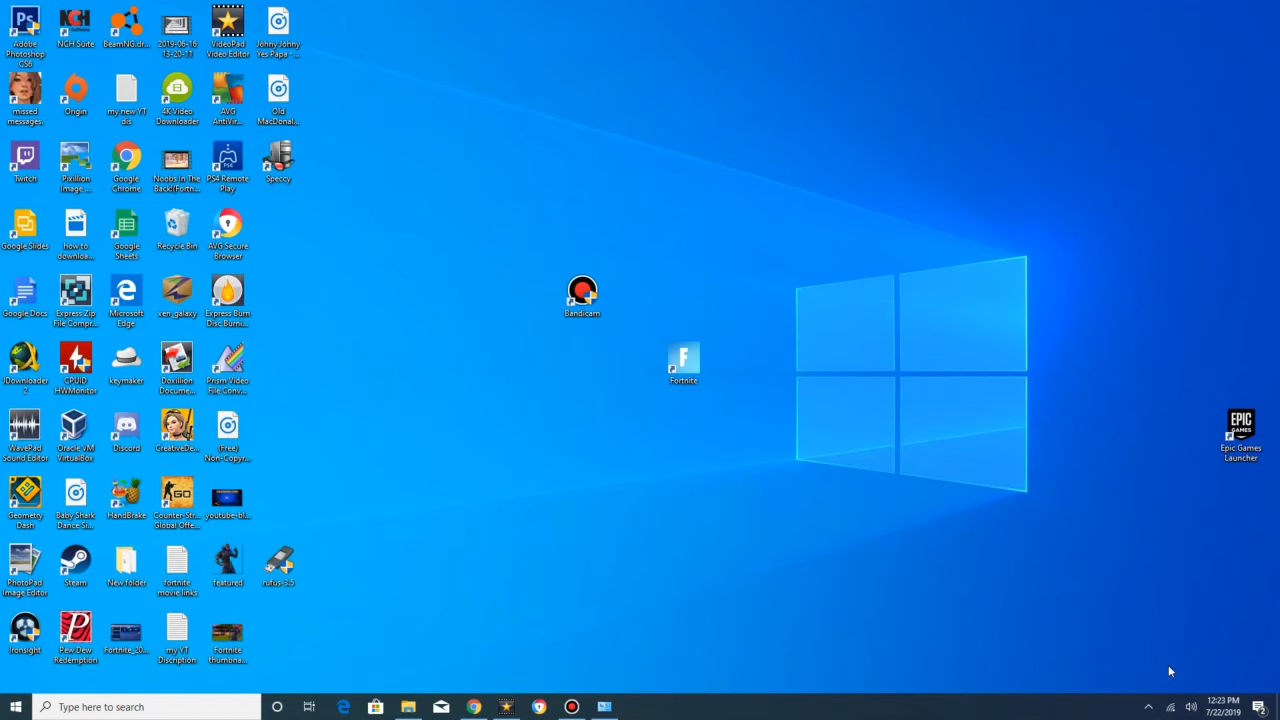 Ps
Adobe
Photoshop
CS6
NCH
NCH Suite
BeamNG.dr...
2019-06-16
13-20-11
VideoPad
Video Editor
Johny Johny
Yes Papa - ...
missed
messages.
Origin
my new YT
dis
4K Video
Downloader
AVG
AntiVir...
Old
MacDonal...
Twitch
Pixillion
Image ...
Google
Chrome
Noobs In The
Back!(Fortn...
PS4
PS4 Remote
Play
Speccy
Google Slides
how to
downloa...
Google
Sheets
Recycle Bin
AVG Secure
Browser
Google Docs
Express Zip
File Compr...
Microsoft
Edge
xen_galaxy
Express Burn
Disc Burni...
Bandicam
JDownloader
2
CPUID
HWMonitor
keymaker
Doxillion
Docume...
Prism Video
File Conv...
F
Fortnite
WavePad
Sound Editor
Oracle VM
VirtualBox
Discord
CreativeDe...
(Free)
Non-Copyr...
EPIC
GAMES
Epic Games
Launcher
Geometry
Dash
Baby Shark
Dance Si...
HandBrake
GO
Counter-Str...
Global Offe...
youtube-bl...
PhotoPad
Image Editor
Steam
New folder
fortnite
movie links
featured
rufus-3.5
Ironsight
P
Pew Dew
Redemption
Fortnite_20...
my YT
Discription
Fortnite
thumbna...
Type here to search
12:23 PM
7/22/2019
2